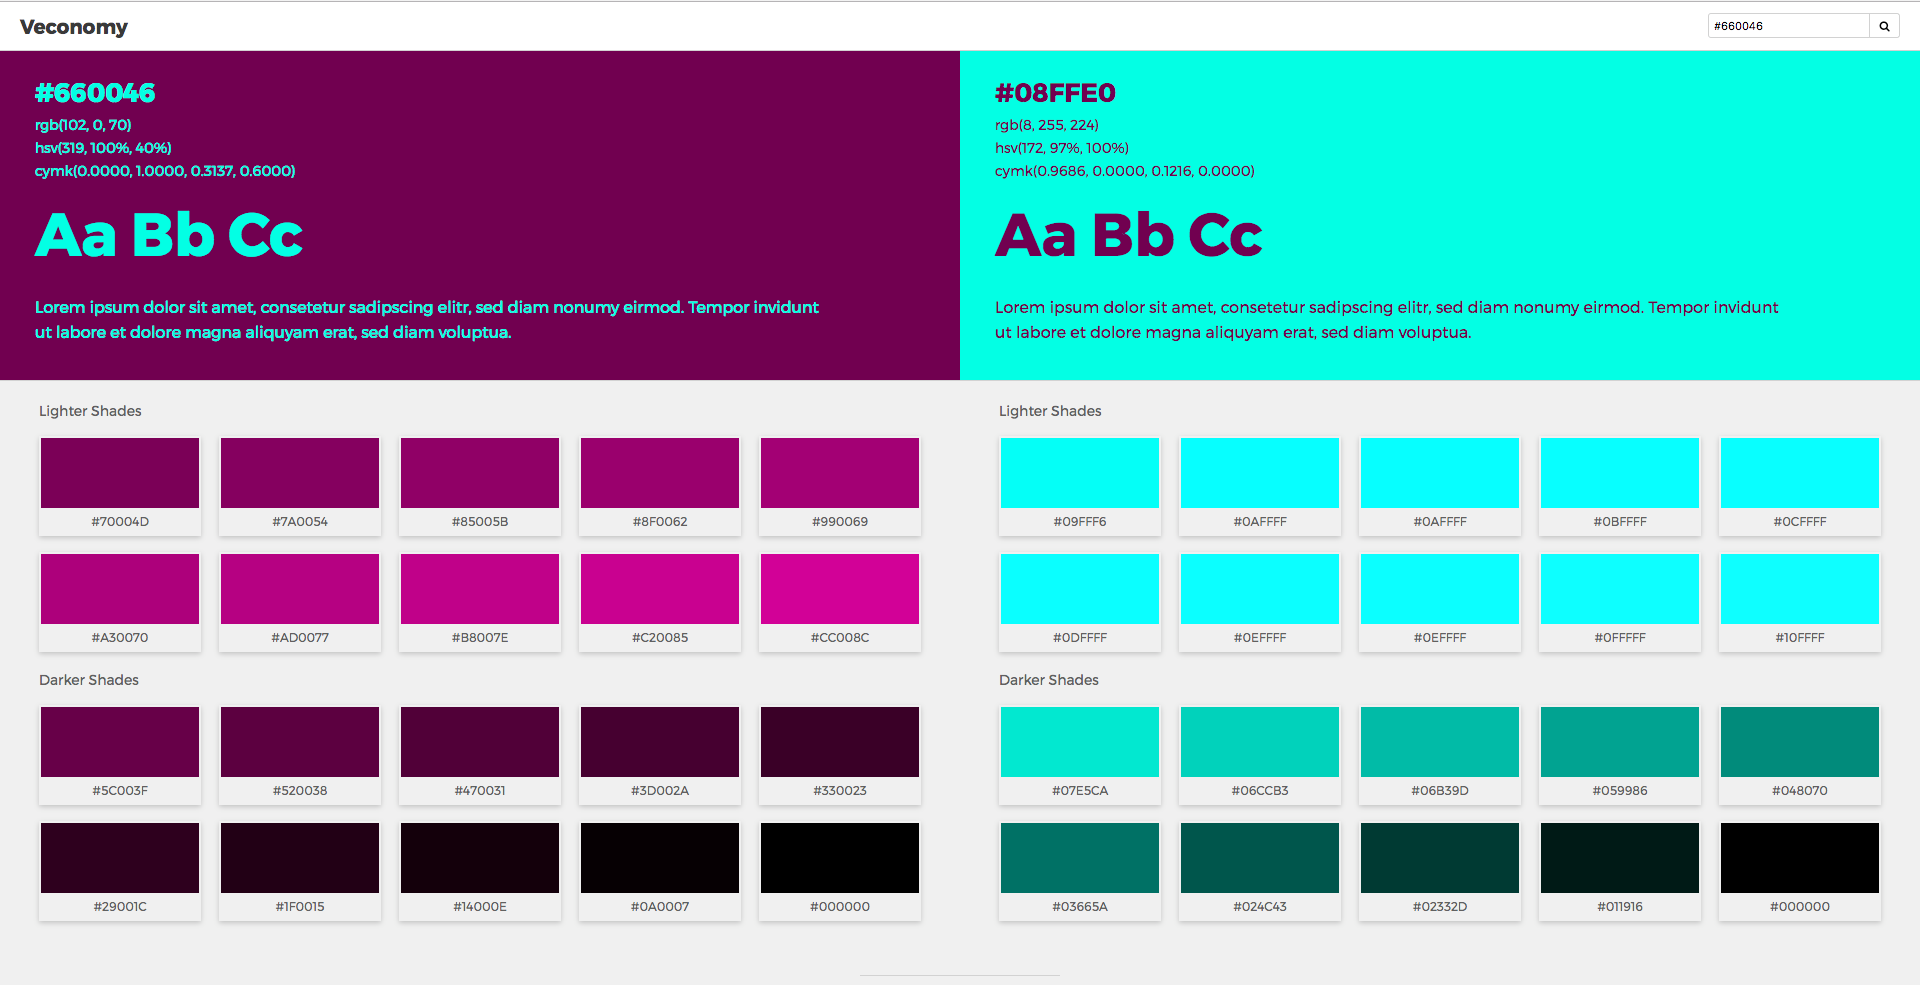 Veconomy
#660046
#660046
rgb(102, 0, 70)
hsv(319, 100%, 40%)
cymk(0.0000, 1.0000, 0.3137, 0.6000)
Aa Bb Cc
Lorem ipsum dolor sit amet, consetetur sadipscing elitr, sed diam nonumy eirmod. Tempor invidunt
ut labore et dolore magna aliquyam erat, sed diam voluptua.
#08FFE0
rgb(8, 255, 224)
hsv(172, 97%, 100%)
cymk(0.9686, 0.0000, 0.1216, 0.0000)
Aa Bb Cc
Lorem ipsum dolor sit amet, consetetur sadipscing elitr, sed diam nonumy eirmod. Tempor invidunt
ut labore et dolore magna aliquyam erat, sed diam voluptua.
Lighter Shades
#70004D #7A0054 #85005B #8F0062 #990069
#A30070 #AD0077 #B8007E #C20085 #CC008C
Darker Shades
#5C003F #520038 #470031 #3D002A #330023
#29001C #1F0015 #14000E #0A0007 #000000
Lighter Shades
#09FFF6 #0AFFFF #0AFFFF #0BFFFF #0CFFFF
#0DFFFF #0EFFFF #0EFFFF #0FFFFF #10FFFF
Darker Shades
#07E5CA #06CCB3 #06B39D #059986 #048070
#03665A #024C43 #02332D #011916 #000000